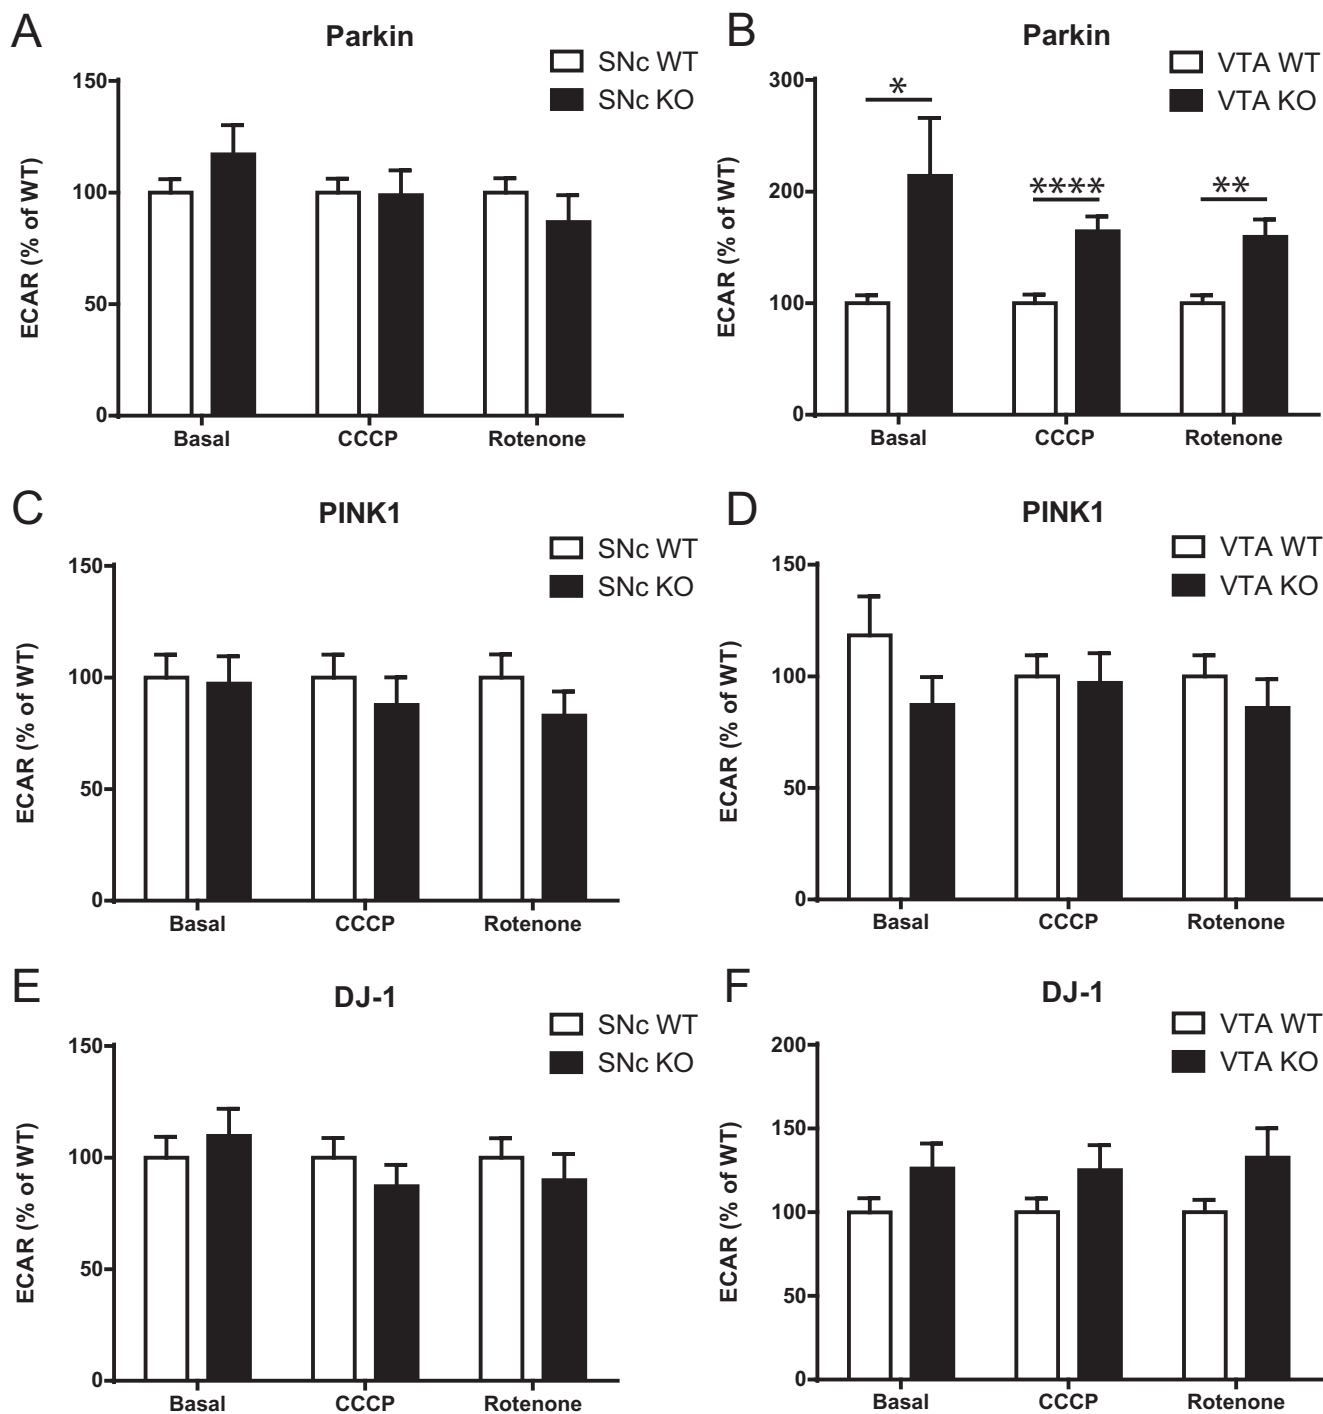 A
Parkin
SNc WT
SNc KO
ECAR (% of WT)
150
100
50
0
Basal
CCCP
Rotenone
B
Parkin
VTA WT
VTA KO
ECAR (% of WT)
300
200
100
0
*
****
**
Basal
CCCP
Rotenone
C
PINK1
SNc WT
SNc KO
ECAR (% of WT)
150
100
50
0
Basal
CCCP
Rotenone
D
PINK1
VTA WT
VTA KO
ECAR (% of WT)
150
100
50
0
Basal
CCCP
Rotenone
E
DJ-1
SNc WT
SNc KO
ECAR (% of WT)
150
100
50
0
Basal
CCCP
Rotenone
F
DJ-1
VTA WT
VTA KO
ECAR (% of WT)
200
150
100
50
0
Basal
CCCP
Rotenone